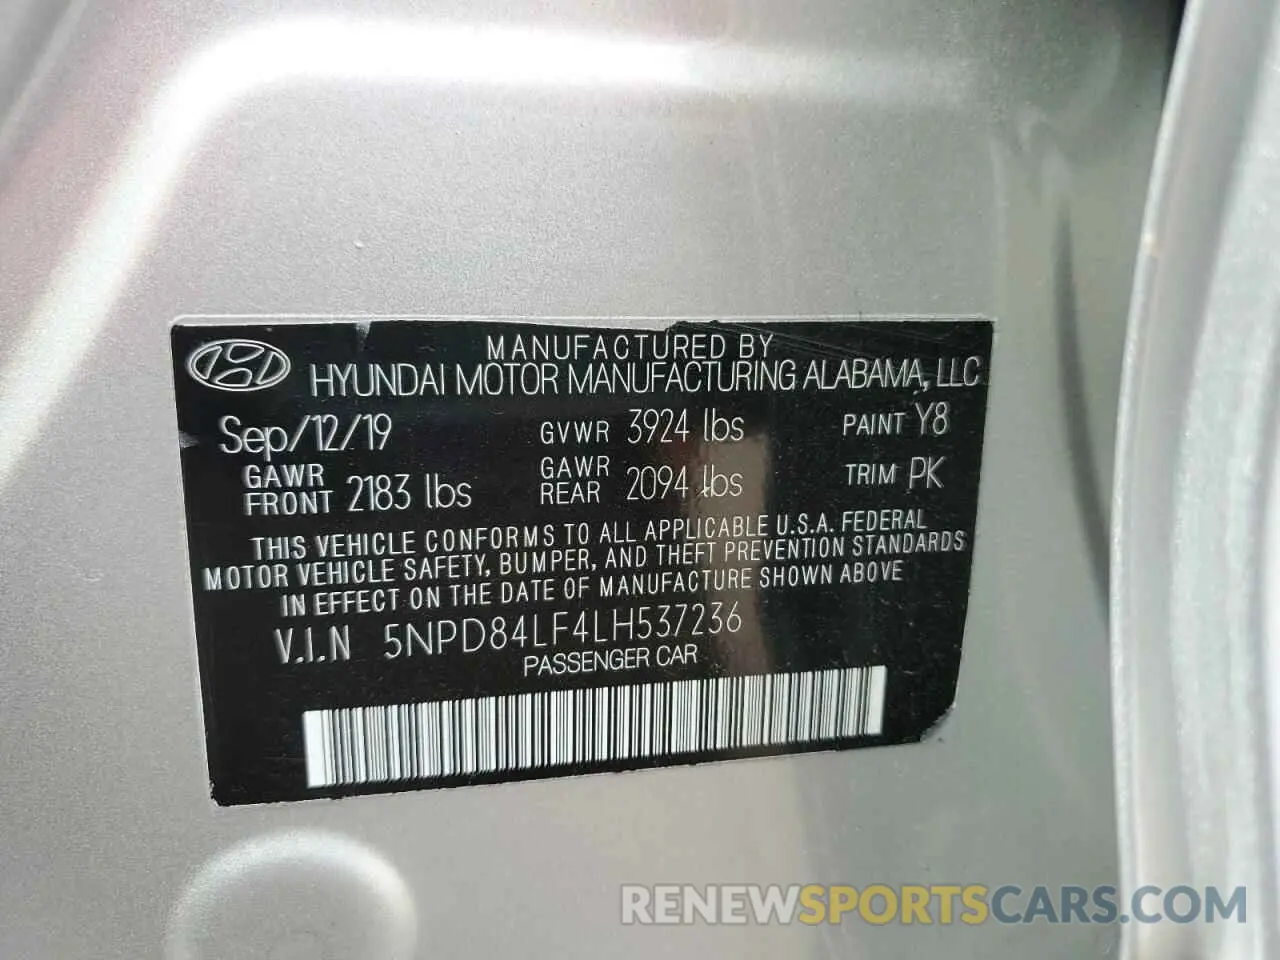 MANUFACTURED BY
HYUNDAI MOTOR MANUFACTURING ALABAMA, LLC
Sep/12/19 GVWR 3924 lbs PAINT Y8
GAWR FRONT 2183 lbs GAWR REAR 2094 lbs TRIM PK
THIS VEHICLE CONFORMS TO ALL APPLICABLE U.S.A. FEDERAL
MOTOR VEHICLE SAFETY, BUMPER, AND THEFT PREVENTION STANDARDS
IN EFFECT ON THE DATE OF MANUFACTURE SHOWN ABOVE
V.I.N 5NPD84LF4LH537236
PASSENGER CAR
RENEWSPORTSCARS.COM